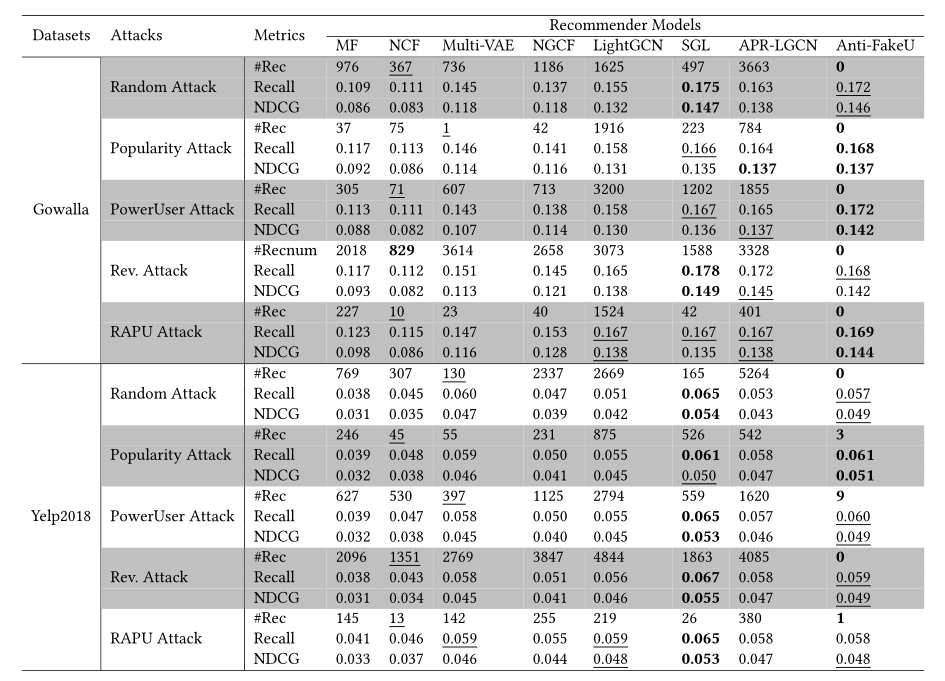 Datasets Attacks Metrics Recommender Models
MF NCF Multi-VAE NGCF LightGCN SGL APR-LGCN Anti-FakeU
#Rec 976 367 736 1186 1625 497 3663 0
Random Attack Recall 0.109 0.111 0.145 0.137 0.155 0.175 0.163 0.172
NDCG 0.086 0.083 0.118 0.118 0.132 0.147 0.138 0.146
#Rec 37 75 1 42 1916 223 784 0
Popularity Attack Recall 0.117 0.113 0.146 0.141 0.158 0.166 0.164 0.168
NDCG 0.092 0.086 0.114 0.116 0.131 0.135 0.137 0.137
#Rec 305 71 607 713 3200 1202 1855 0
Gowalla PowerUser Attack Recall 0.113 0.111 0.143 0.138 0.158 0.167 0.165 0.172
NDCG 0.088 0.082 0.107 0.114 0.130 0.136 0.137 0.142
#Recnum 2018 829 3614 2658 3073 1588 3328 0
Rev. Attack Recall 0.117 0.112 0.151 0.145 0.165 0.178 0.172 0.168
NDCG 0.093 0.082 0.113 0.121 0.138 0.149 0.145 0.142
#Rec 227 10 23 40 1524 42 401 0
RAPU Attack Recall 0.123 0.115 0.147 0.153 0.167 0.167 0.167 0.169
NDCG 0.098 0.086 0.116 0.128 0.138 0.135 0.138 0.144
#Rec 769 307 130 2337 2669 165 5264 0
Random Attack Recall 0.038 0.045 0.060 0.047 0.051 0.065 0.053 0.057
NDCG 0.031 0.035 0.047 0.039 0.042 0.054 0.043 0.049
#Rec 246 45 55 231 875 526 542 3
Popularity Attack Recall 0.039 0.048 0.059 0.050 0.055 0.061 0.058 0.061
NDCG 0.032 0.038 0.046 0.041 0.045 0.050 0.047 0.051
#Rec 627 530 397 1125 2794 559 1620 9
Yelp2018 PowerUser Attack Recall 0.039 0.047 0.058 0.050 0.055 0.065 0.057 0.060
NDCG 0.032 0.038 0.045 0.040 0.045 0.053 0.046 0.049
#Rec 2096 1351 2769 3847 4844 1863 4085 0
Rev. Attack Recall 0.038 0.043 0.058 0.051 0.056 0.067 0.058 0.059
NDCG 0.031 0.034 0.045 0.041 0.046 0.055 0.047 0.049
#Rec 145 13 142 255 219 26 380 1
RAPU Attack Recall 0.041 0.046 0.059 0.055 0.059 0.065 0.058 0.058
NDCG 0.033 0.037 0.046 0.044 0.048 0.053 0.047 0.048